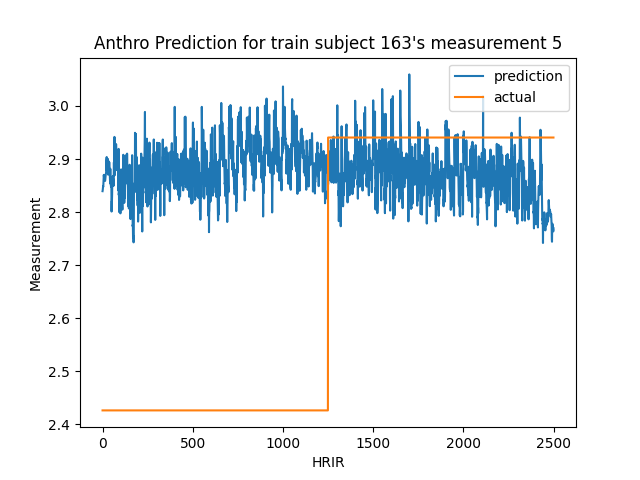 Anthro Prediction for train subject 163's measurement 5
prediction
actual
3.0
2.9
2.8
2.7
2.6
2.5
2.4
Measurement
0
500
1000
1500
2000
2500
HRIR